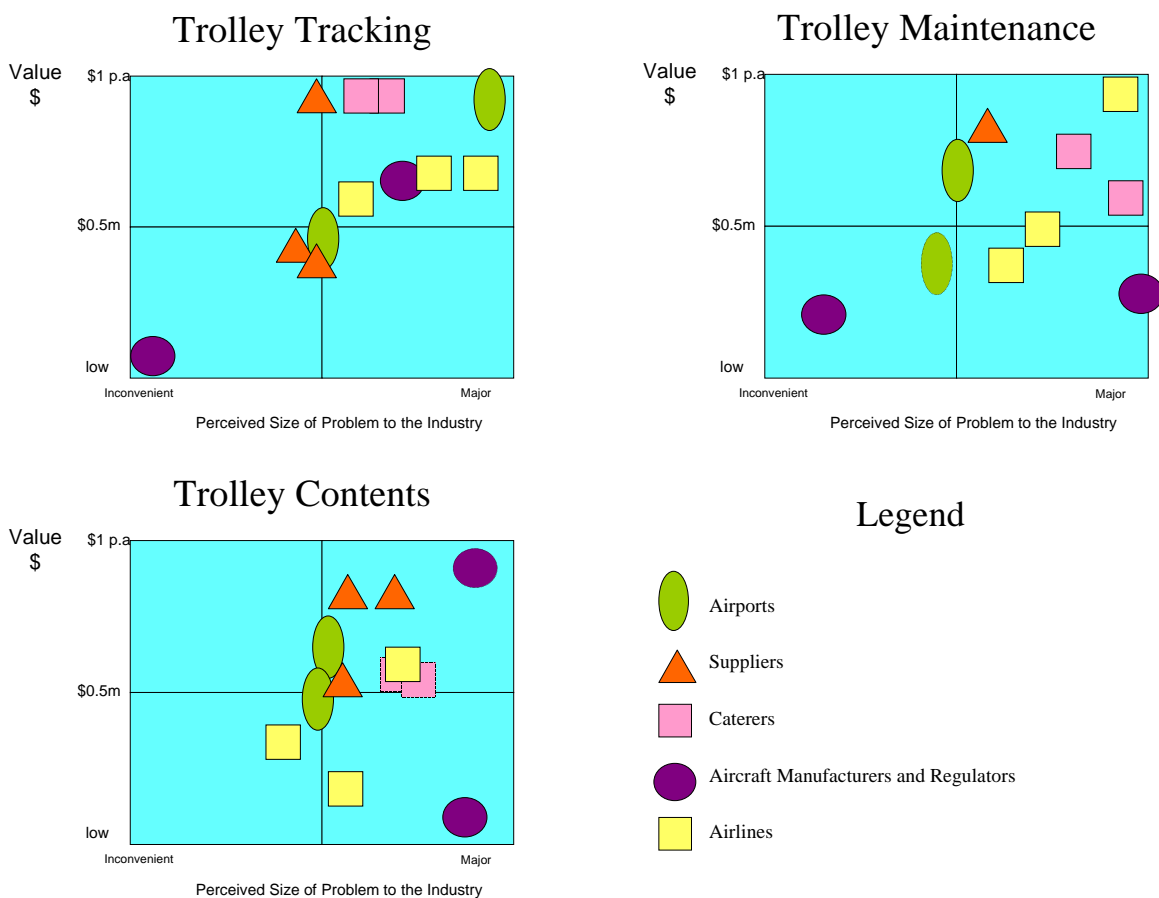 Trolley Tracking
Value
$
$1 p.a
$0.5m
low
Inconvenient
Major
Perceived Size of Problem to the Industry
Trolley Maintenance
Value
$
$1 p.a
$0.5m
low
Inconvenient
Major
Perceived Size of Problem to the Industry
Trolley Contents
Value
$
$1 p.a
$0.5m
low
Inconvenient
Major
Perceived Size of Problem to the Industry
Legend
Airports
Suppliers
Caterers
Aircraft Manufacturers and Regulators
Airlines